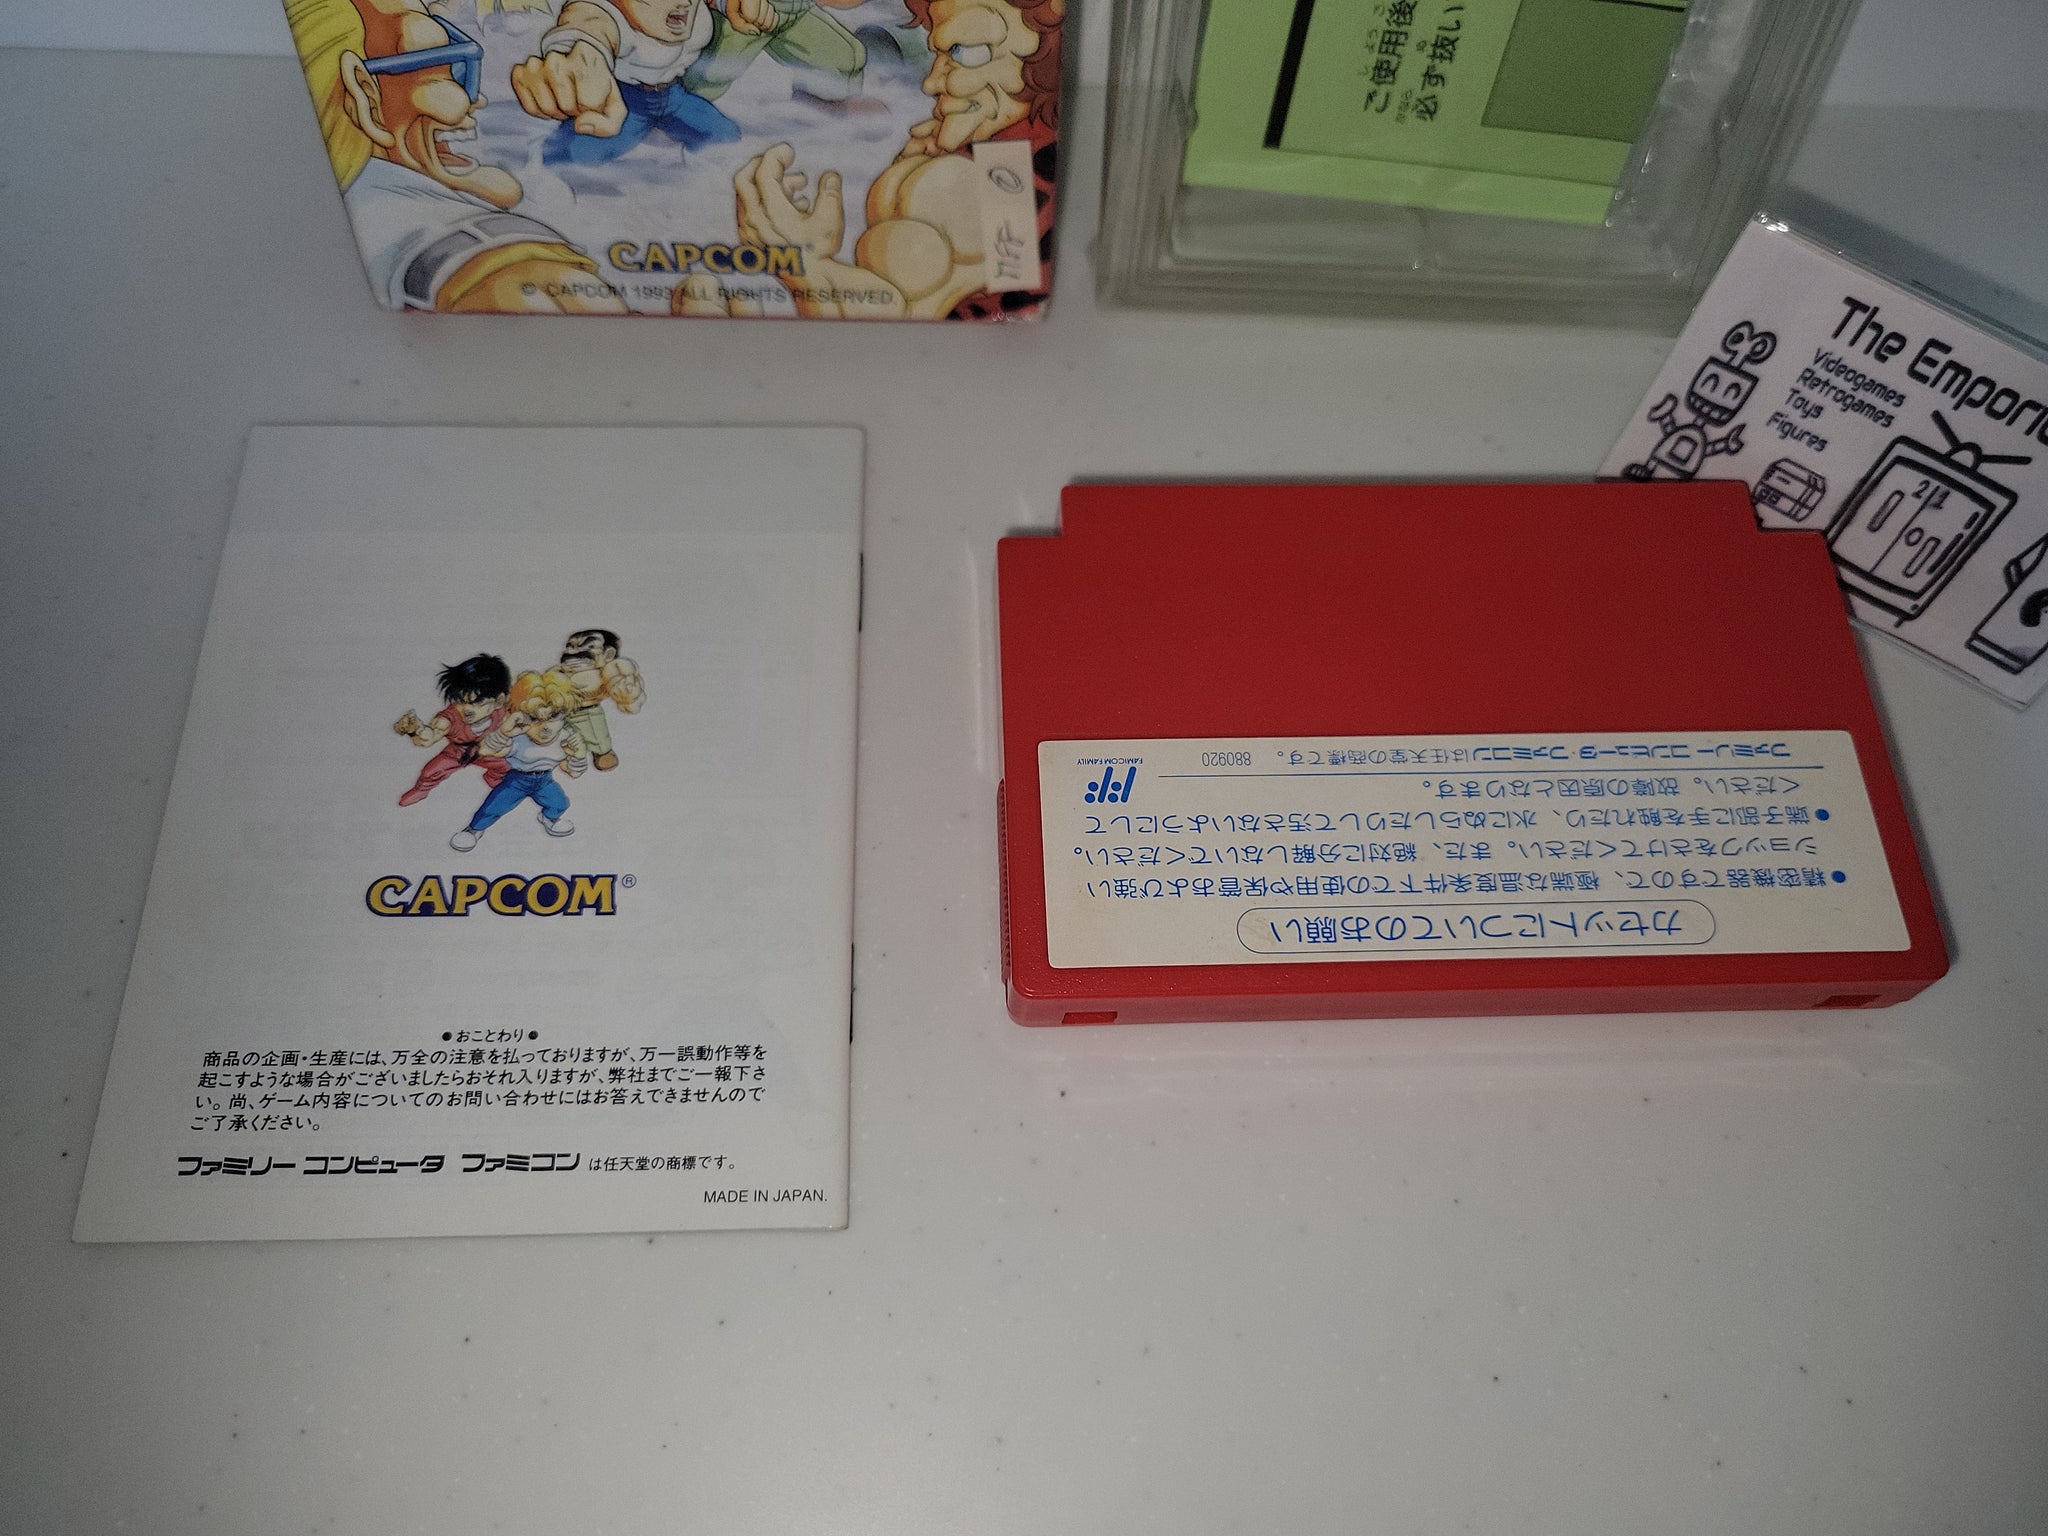 CAPCOM®
© CAPCOM 1993 ALL RIGHTS RESERVED.
MFF
ご使用後
必ず抜い
The Emporiu
Videogames
Retrogames
Toys
Figures
21
CAPCOM®
●おことわり●
商品の企画・生産には、万全の注意を払っておりますが、万一誤動作等を
起こすような場合がございましたらおそれ入りますが、弊社までご一報下さ
い。尚、ゲーム内容についてのお問い合わせにはお答えできませんので
ご了承ください。
ファミリー コンピュータ ファミコン は任天堂の商標です。
MADE IN JAPAN.
カセットについてのお願い
●精密機器ですので、極端な温度条件下での使用や保管および強い
ショックをさけてください。また、絶対に分解しないでください。
●端子部に手を触れたり、水にぬらしたりして汚さないようにして
ください。故障の原因となります。
ファミリー コンピュータ・ファミコンは任天堂の商標です。 880920
FAMICOM FAMILY